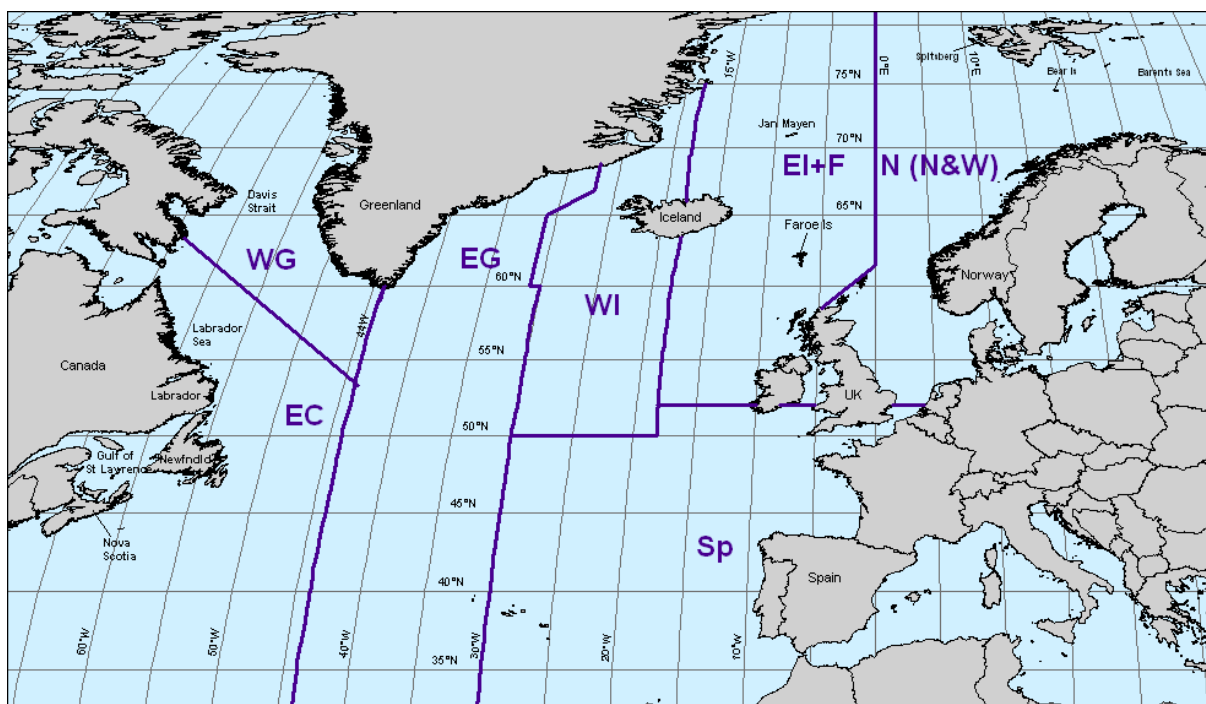 15°W
75°N
0°E
Spitsberg
10°E
Bear Is
Barents Sea
Jan Mayen
70°N
EI+F
N (N&W)
Davis
Strait
Greenland
Iceland
65°N
Faroe Is
WG
EG
60°N
Norway
WI
44W
Labrador
Sea
55°N
Canada
Labrador
UK
EC
50°N
Gulf of
St Lawrence
Newfndld
45°N
Nova
Scotia
Sp
40°N
Spain
60°W
50°W
40°W
30°W
20°W
10°W
35°N